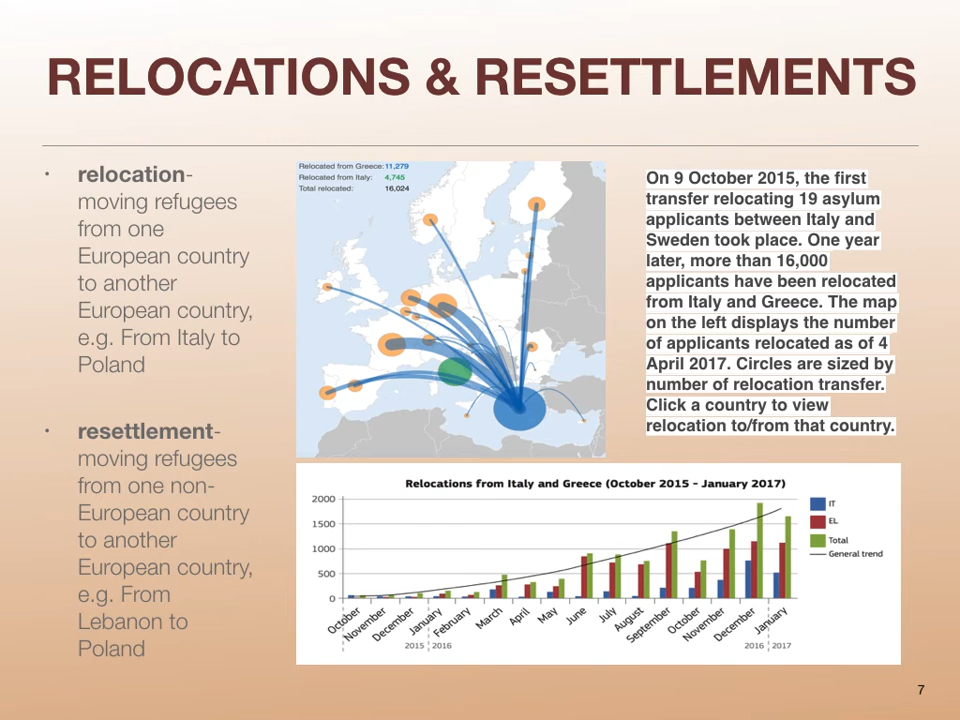 RELOCATIONS & RESETTLEMENTS
• relocation-
moving refugees
from one
European country
to another
European country,
e.g. From Italy to
Poland
• resettlement-
moving refugees
from one non-
European country
to another
European country,
e.g. From
Lebanon to
Poland
Relocated from Greece: 11,279
Relocated from Italy: 4,745
Total relocated: 16,024
On 9 October 2015, the first
transfer relocating 19 asylum
applicants between Italy and
Sweden took place. One year
later, more than 16,000
applicants have been relocated
from Italy and Greece. The map
on the left displays the number
of applicants relocated as of 4
April 2017. Circles are sized by
number of relocation transfer.
Click a country to view
relocation to/from that country.
Relocations from Italy and Greece (October 2015 - January 2017)
2000
1500
1000
500
0
IT
EL
Total
General trend
October
November
December
January
February
March
April
May
June
July
August
September
October
November
December
January
2015 2016
2016 2017
7